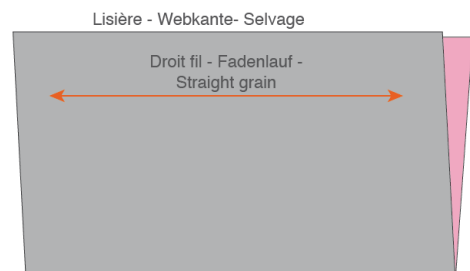 Lisière - Webkante- Selvage
Droit fil - Fadenlauf -
Straight grain